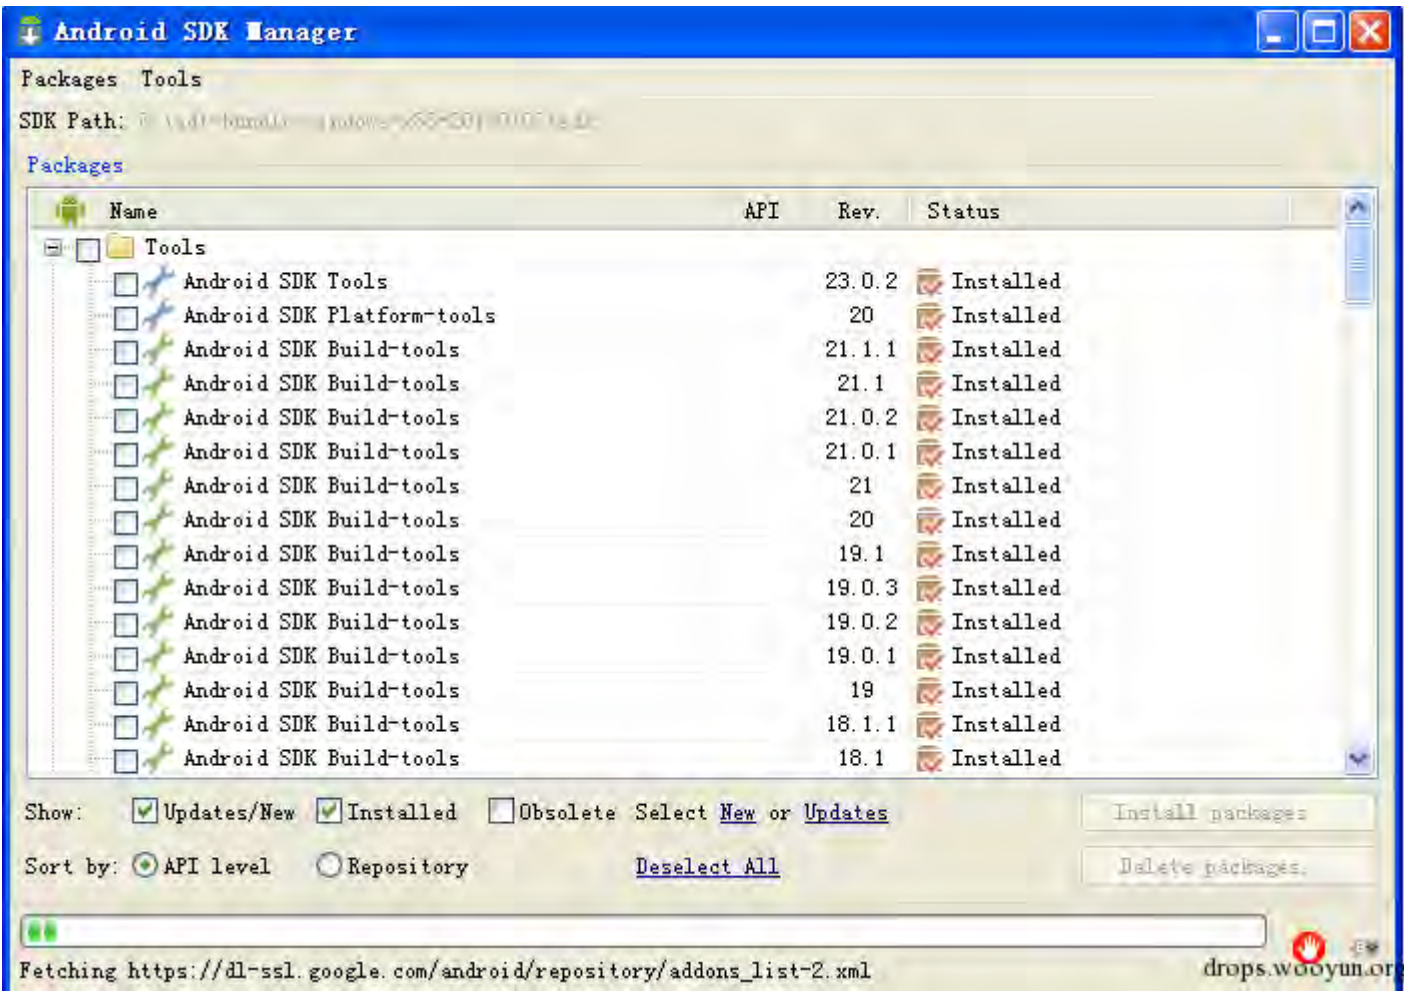 Android SDK Manager
Packages Tools
SDK Path:
Packages
Name API Rev. Status
Tools
Android SDK Tools 23.0.2 Installed
Android SDK Platform-tools 20 Installed
Android SDK Build-tools 21.1.1 Installed
Android SDK Build-tools 21.1 Installed
Android SDK Build-tools 21.0.2 Installed
Android SDK Build-tools 21.0.1 Installed
Android SDK Build-tools 21 Installed
Android SDK Build-tools 20 Installed
Android SDK Build-tools 19.1 Installed
Android SDK Build-tools 19.0.3 Installed
Android SDK Build-tools 19.0.2 Installed
Android SDK Build-tools 19.0.1 Installed
Android SDK Build-tools 19 Installed
Android SDK Build-tools 18.1.1 Installed
Android SDK Build-tools 18.1 Installed
Show: Updates/New Installed Obsolete Select New or Updates Install packages
Sort by: API level Repository Deselect All Delete packages.
Fetching https://dl-ssl.google.com/android/repository/addons_list-2.xml
drops.wooyun.org